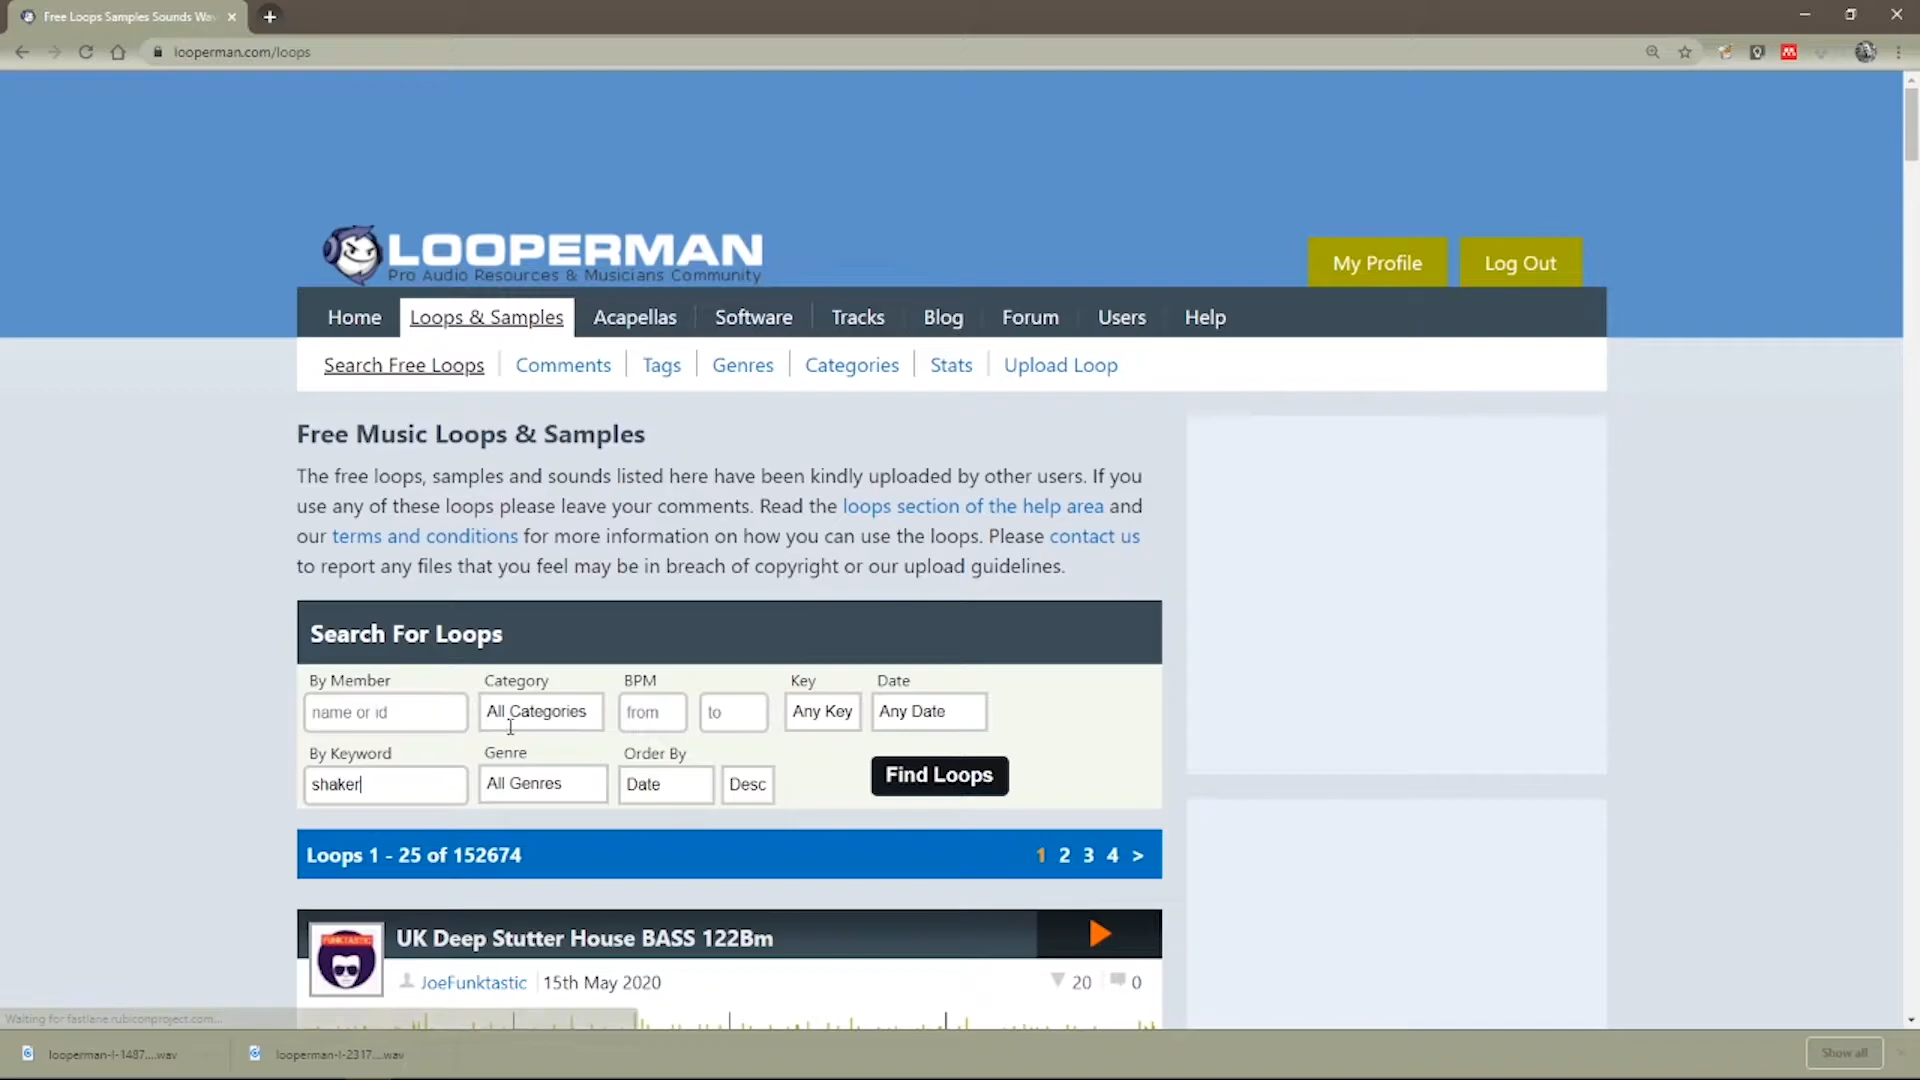 Free Loops Samples Sounds Wav
looperman.com/loops
LOOPERMAN
Pro Audio Resources & Musicians Community
My Profile
Log Out
Home
Loops & Samples
Acapellas
Software
Tracks
Blog
Forum
Users
Help
Search Free Loops
Comments
Tags
Genres
Categories
Stats
Upload Loop
Free Music Loops & Samples
The free loops, samples and sounds listed here have been kindly uploaded by other users. If you
use any of these loops please leave your comments. Read the loops section of the help area and
our terms and conditions for more information on how you can use the loops. Please contact us
to report any files that you feel may be in breach of copyright or our upload guidelines.
Search For Loops
By Member
Category
BPM
Key
Date
name or id
All Categories
from
to
Any Key
Any Date
By Keyword
Genre
Order By
shaker
All Genres
Date
Desc
Find Loops
Loops 1 - 25 of 152674
1 2 3 4 >
FUNKTASTIC
UK Deep Stutter House BASS 122Bm
JoeFunktastic
15th May 2020
20
0
Waiting for fastlane.rubiconproject.com...
looperman-l-1487....wav
looperman-l-2317....wav
Show all